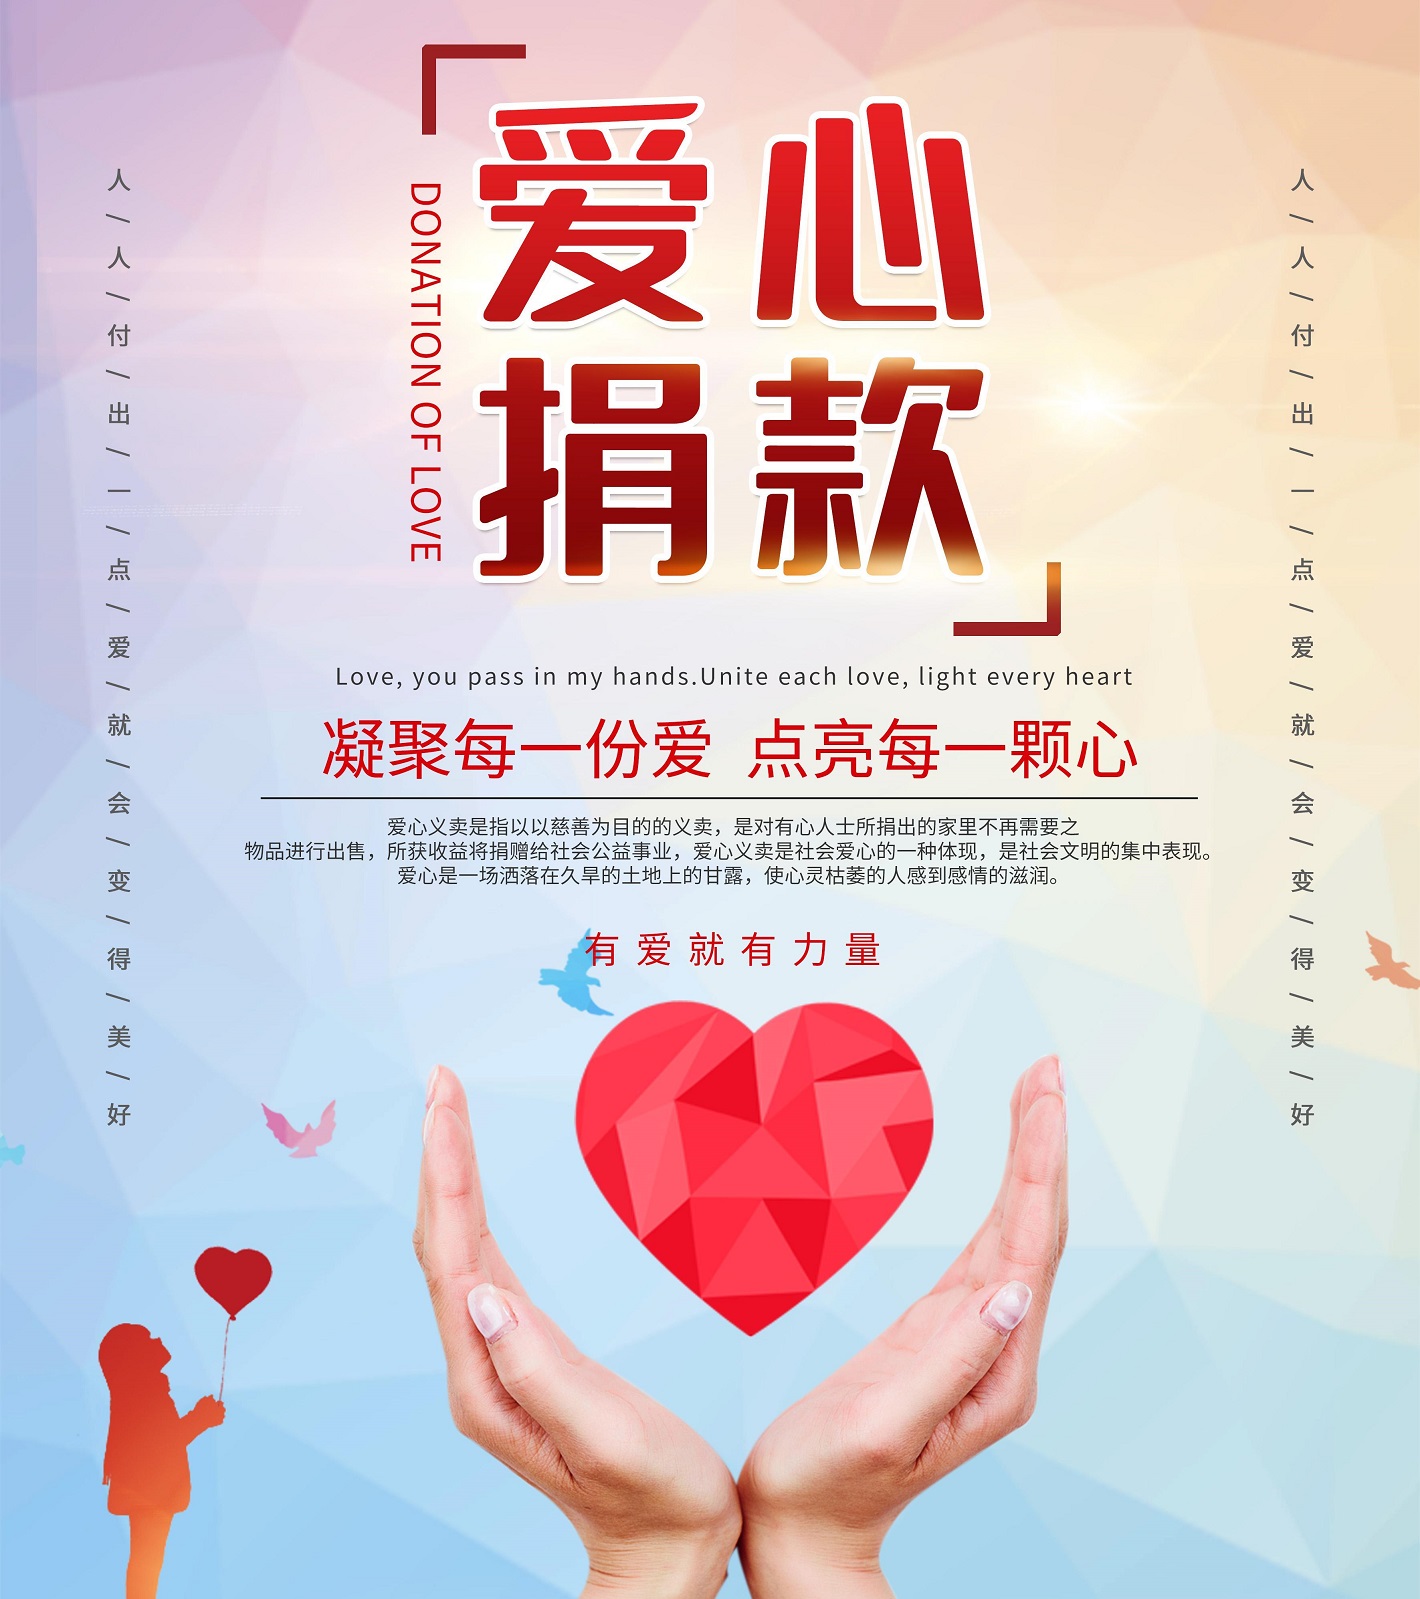 爱心
捐款
DONATION OF LOVE
人/人/付/出/一/点/爱/就/会/变/得/美/好
人/人/付/出/一/点/爱/就/会/变/得/美/好
Love, you pass in my hands.Unite each love, light every heart
凝聚每一份爱 点亮每一颗心
爱心义卖是指以以慈善为目的的义卖，是对有心人士所捐出的家里不再需要之
物品进行出售，所获收益将捐赠给社会公益事业，爱心义卖是社会爱心的一种体现，是社会文明的集中表现。
爱心是一场洒落在久旱的土地上的甘露，使心灵枯萎的人感到感情的滋润。
有爱就有力量